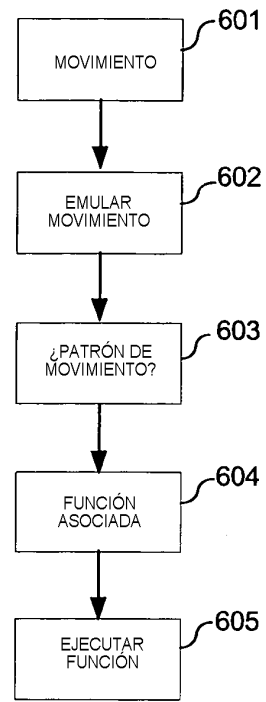 601
MOVIMIENTO
602
EMULAR
MOVIMIENTO
603
¿PATRÓN DE
MOVIMIENTO?
604
FUNCIÓN
ASOCIADA
605
EJECUTAR
FUNCIÓN